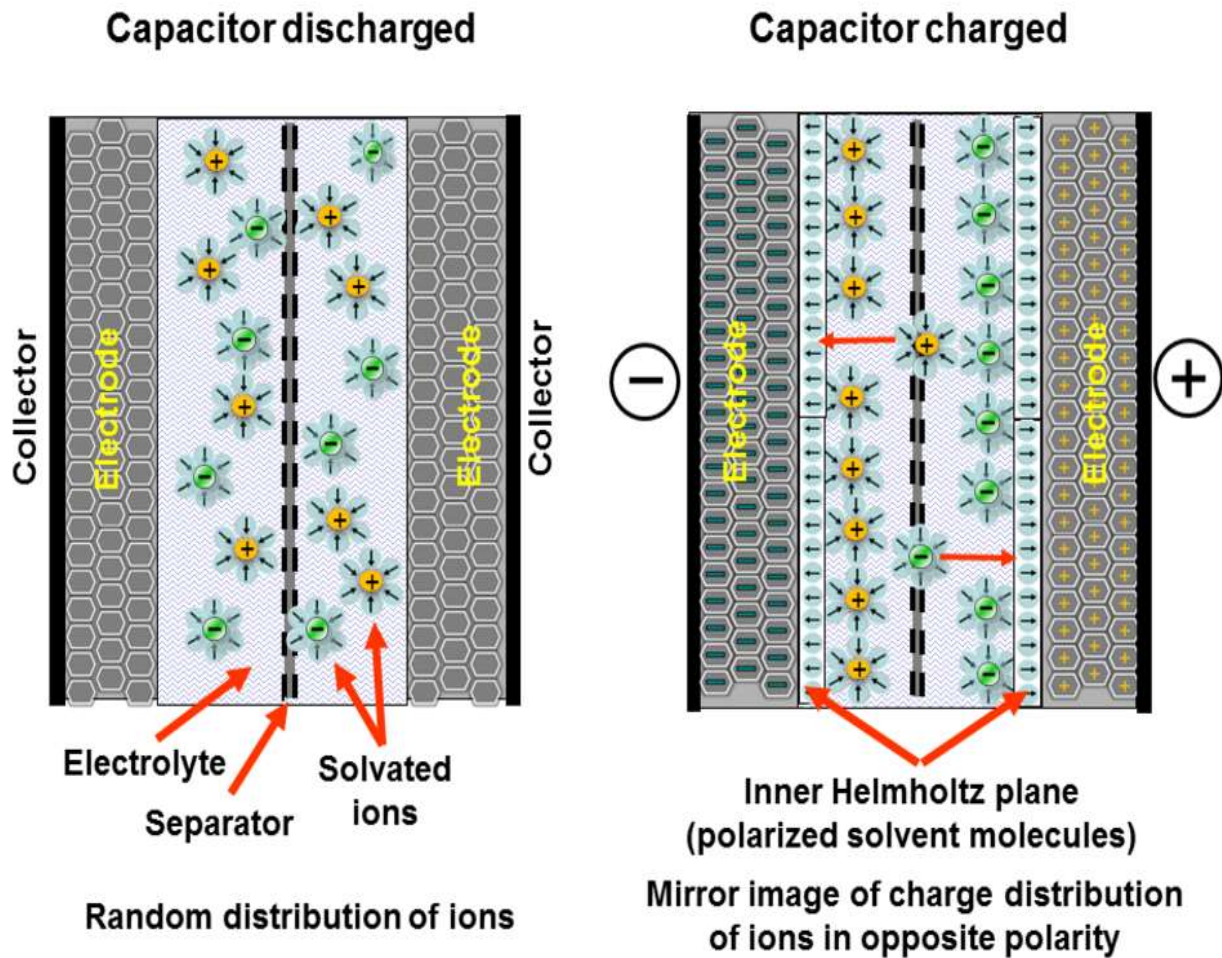 Capacitor discharged
Capacitor charged
Collector
Electrode
Electrode
Collector
Electrode
Electrode
Electrolyte
Separator
Solvated
ions
Inner Helmholtz plane
(polarized solvent molecules)
Random distribution of ions
Mirror image of charge distribution
of ions in opposite polarity